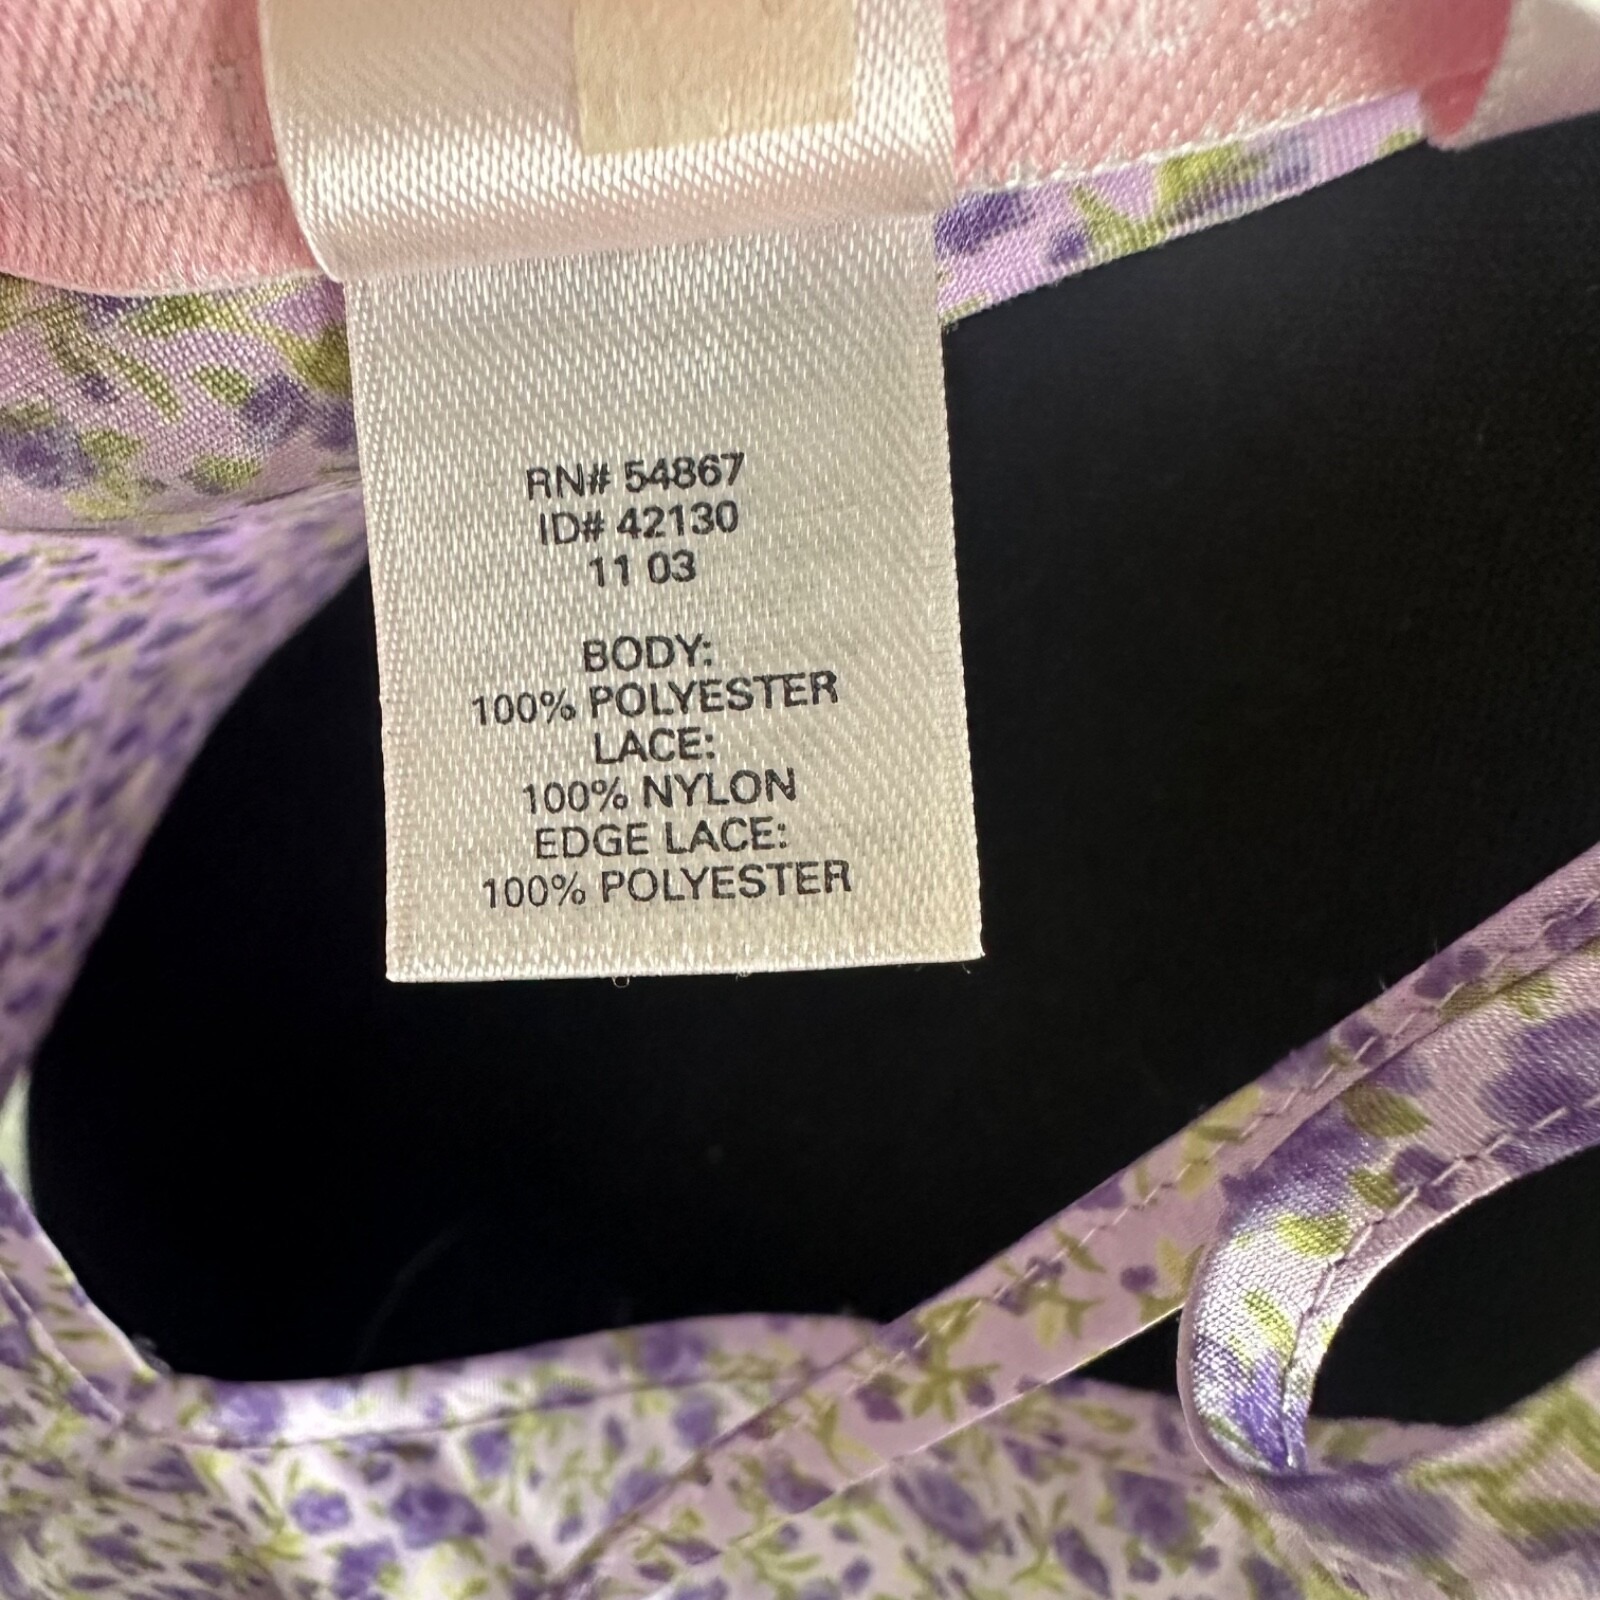 RN# 54867
ID# 42130
11 03
BODY:
100% POLYESTER
LACE:
100% NYLON
EDGE LACE:
100% POLYESTER